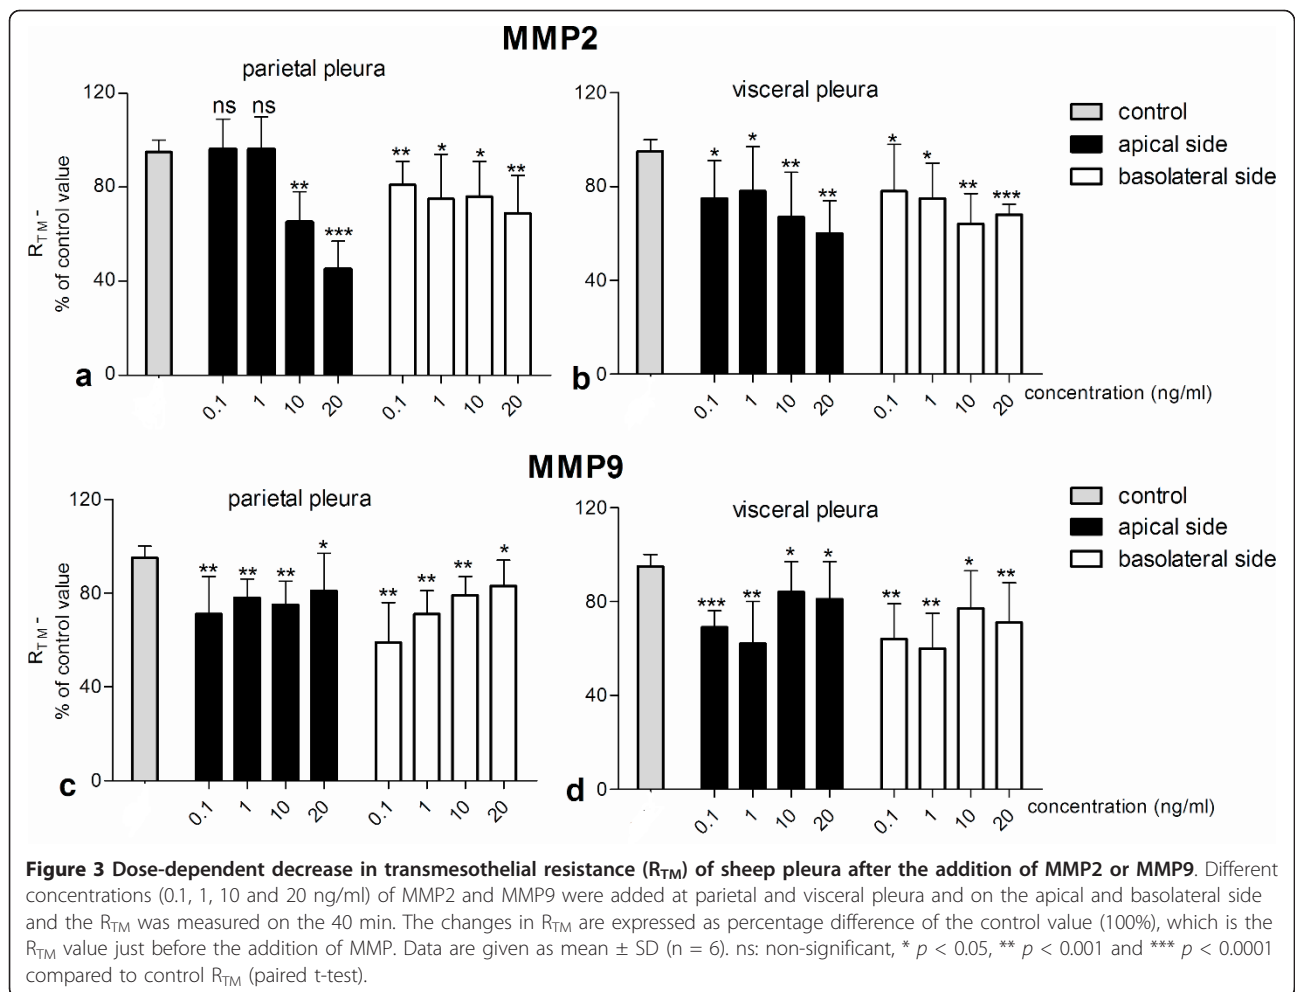 MMP2
parietal pleura
120
80
40
0
RTM-
% of control value
ns ns ** *** ** * * **
a
0.1 1 10 20 0.1 1 10 20
visceral pleura
120
80
40
0
* * ** ** * * ** ***
b
0.1 1 10 20 0.1 1 10 20
concentration (ng/ml)
control
apical side
basolateral side
MMP9
parietal pleura
120
80
40
0
RTM-
% of control value
** ** ** * ** ** ** *
c
0.1 1 10 20 0.1 1 10 20
visceral pleura
120
80
40
0
*** ** * * ** ** * **
d
0.1 1 10 20 0.1 1 10 20
concentration (ng/ml)
control
apical side
basolateral side
Figure 3 Dose-dependent decrease in transmesothelial resistance (RTM) of sheep pleura after the addition of MMP2 or MMP9. Different
concentrations (0.1, 1, 10 and 20 ng/ml) of MMP2 and MMP9 were added at parietal and visceral pleura and on the apical and basolateral side
and the RTM was measured on the 40 min. The changes in RTM are expressed as percentage difference of the control value (100%), which is the
RTM value just before the addition of MMP. Data are given as mean ± SD (n = 6). ns: non-significant, * p < 0.05, ** p < 0.001 and *** p < 0.0001
compared to control RTM (paired t-test).